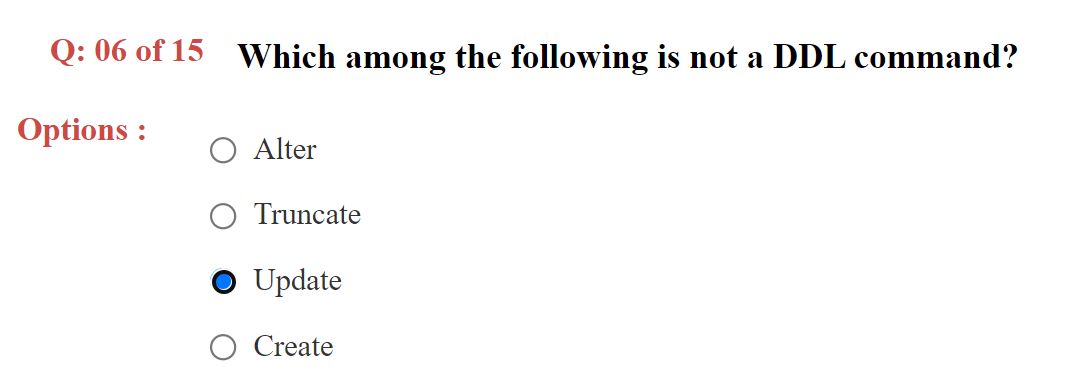 Q: 06 of 15 Which among the following is not a DDL command?
Options :
Alter
Truncate
Update
Create